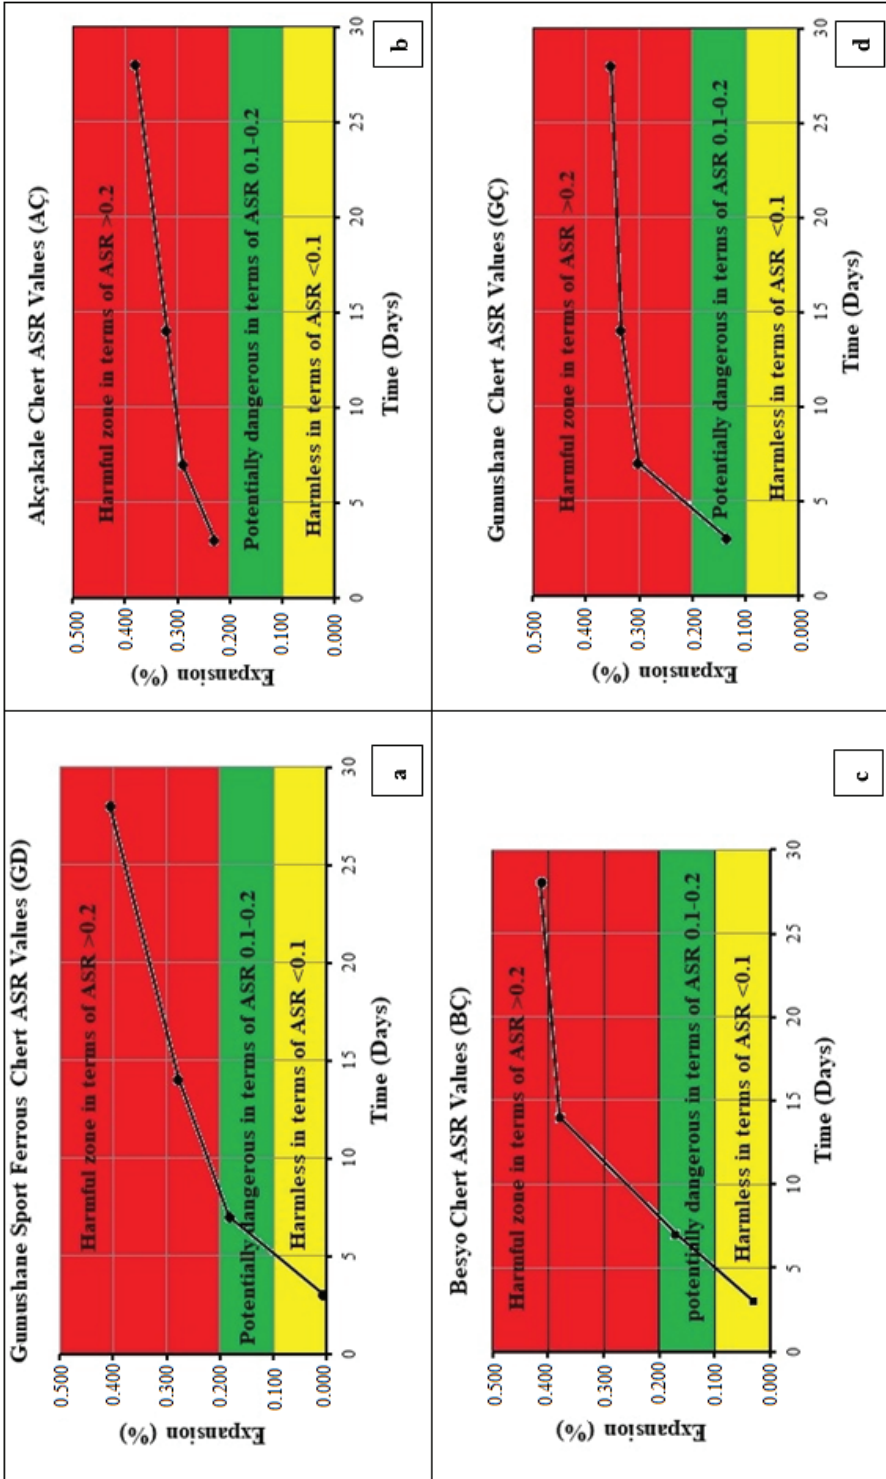 Gumushane Sport Ferrous Chert ASR Values (GD)
Expansion (%)
0.500
0.400
0.300
0.200
0.100
0.000
Harmful zone in terms of ASR >0.2
Potentially dangerous in terms of ASR 0.1-0.2
Harmless in terms of ASR <0.1
0 5 10 15 20 25 30
Time (Days)
a
Akçakale Chert ASR Values (AÇ)
Expansion (%)
0.500
0.400
0.300
0.200
0.100
0.000
Harmful zone in terms of ASR >0.2
Potentially dangerous in terms of ASR 0.1-0.2
Harmless in terms of ASR <0.1
0 5 10 15 20 25 30
Time (Days)
b
Besyo Chert ASR Values (BÇ)
Expansion (%)
0.500
0.400
0.300
0.200
0.100
0.000
Harmful zone in terms of ASR >0.2
potentially dangerous in terms of ASR 0.1-0.2
Harmless in terms of ASR <0.1
0 5 10 15 20 25 30
Time (Days)
c
Gumushane Chert ASR Values (GÇ)
Expansion (%)
0.500
0.400
0.300
0.200
0.100
0.000
Harmful zone in terms of ASR >0.2
Potentially dangerous in terms of ASR 0.1-0.2
Harmless in terms of ASR <0.1
0 5 10 15 20 25 30
Time (Days)
d